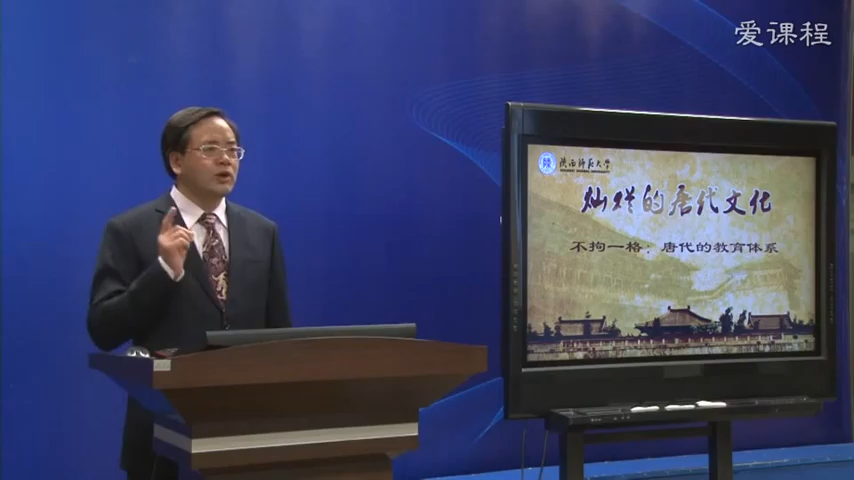 爱课程
陕西师范大学
灿烂的唐代文化
不拘一格：唐代的教育体系